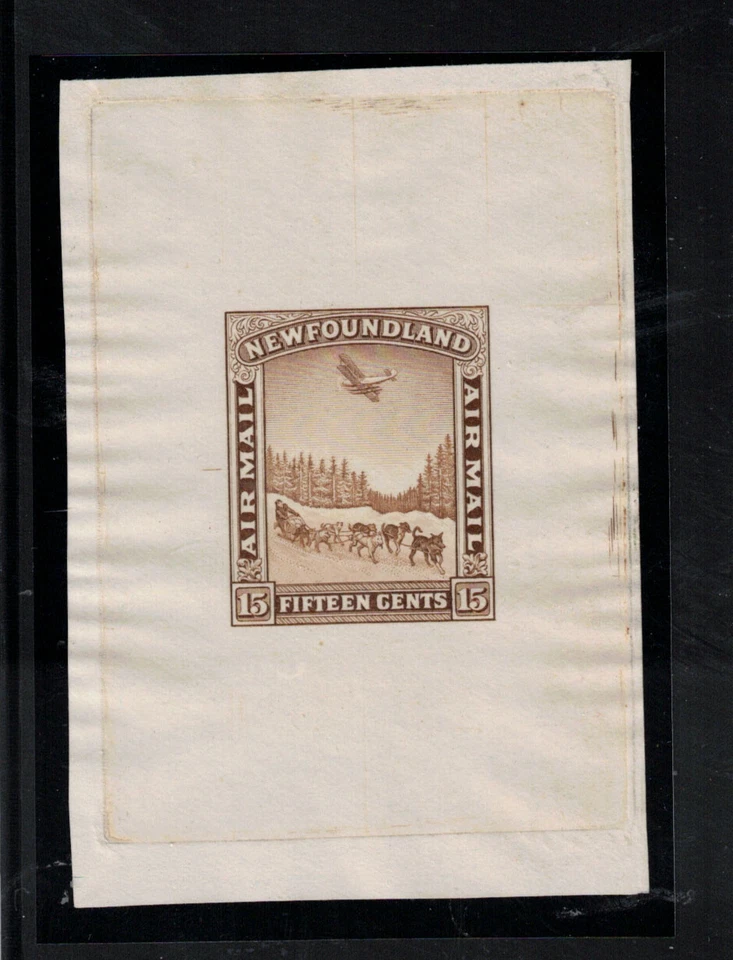 NEWFOUNDLAND
AIR MAIL
AIR MAIL
15 FIFTEEN CENTS 15